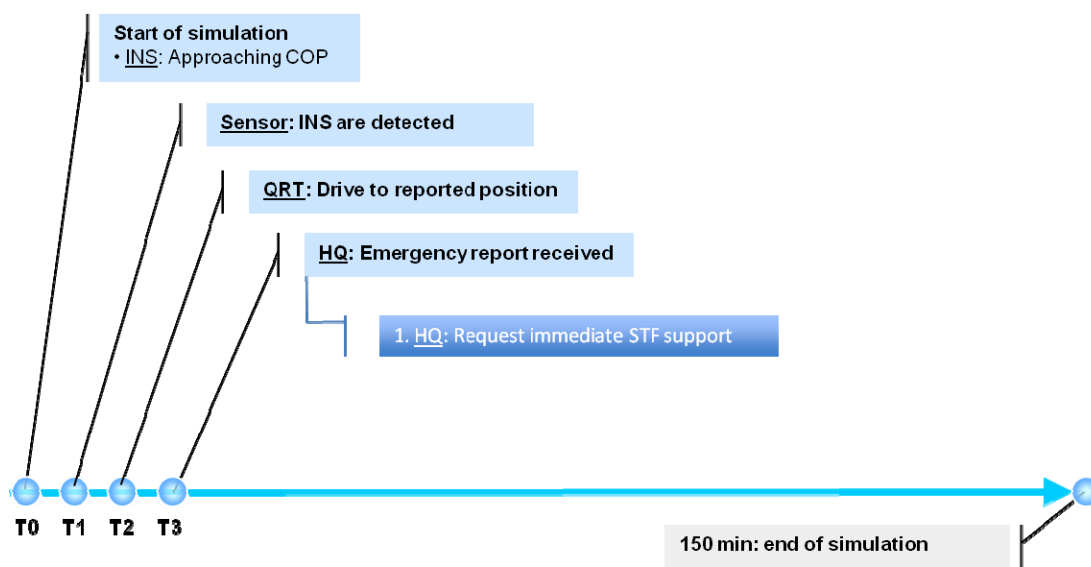 Start of simulation
• INS: Approaching COP
Sensor: INS are detected
QRT: Drive to reported position
HQ: Emergency report received
1. HQ: Request immediate STF support
T0 T1 T2 T3
150 min: end of simulation